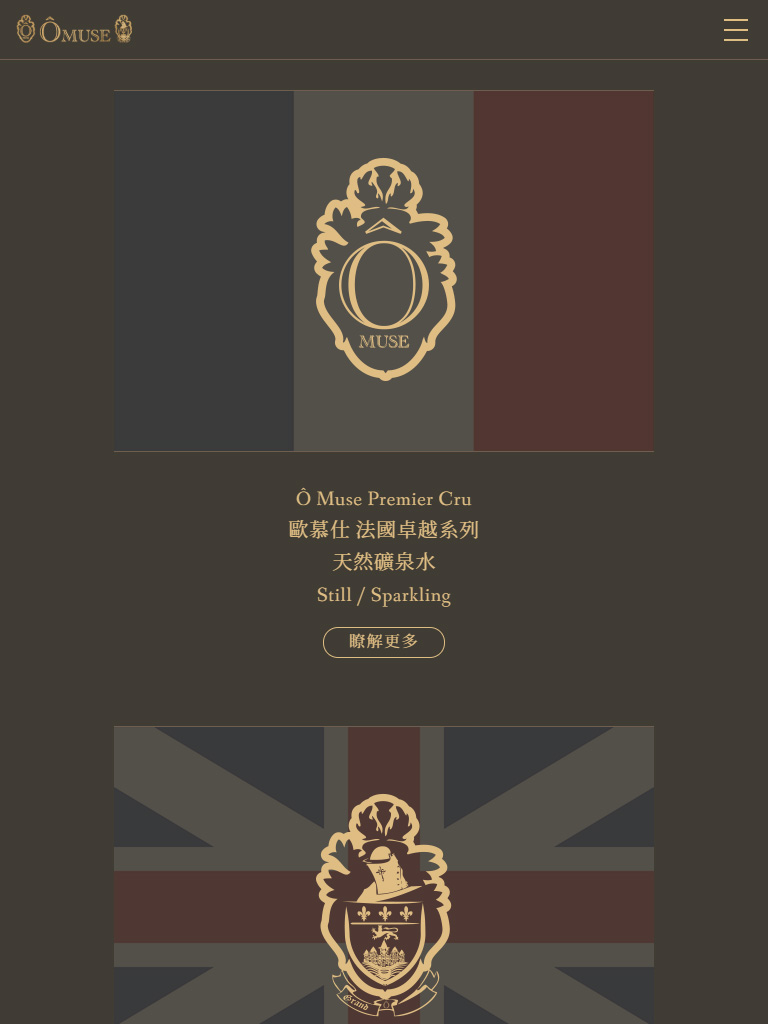 ÔMUSE
O
MUSE
Ô Muse Premier Cru
歐慕仕 法國卓越系列
天然礦泉水
Still / Sparkling
瞭解更多
Grand